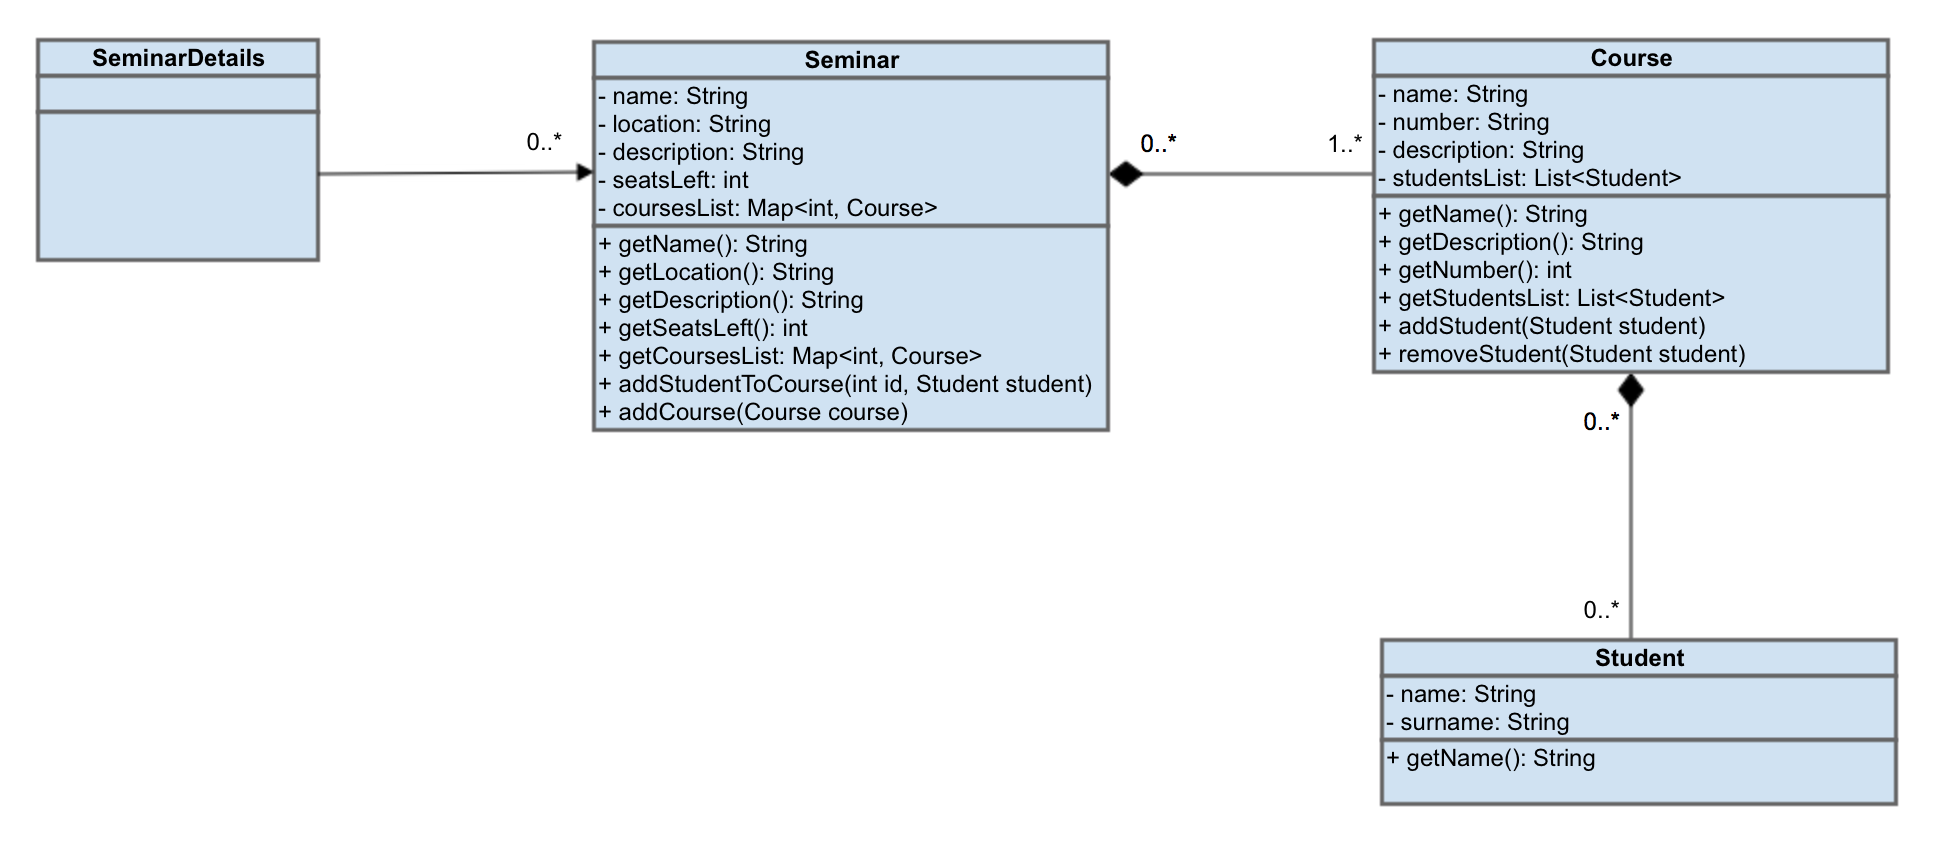 SeminarDetails
0..*
Seminar
- name: String
- location: String
- description: String
- seatsLeft: int
- coursesList: Map<int, Course>
+ getName(): String
+ getLocation(): String
+ getDescription(): String
+ getSeatsLeft(): int
+ getCoursesList: Map<int, Course>
+ addStudentToCourse(int id, Student student)
+ addCourse(Course course)
0..*
1..*
Course
- name: String
- number: String
- description: String
- studentsList: List<Student>
+ getName(): String
+ getDescription(): String
+ getNumber(): int
+ getStudentsList: List<Student>
+ addStudent(Student student)
+ removeStudent(Student student)
0..*
0..*
Student
- name: String
- surname: String
+ getName(): String